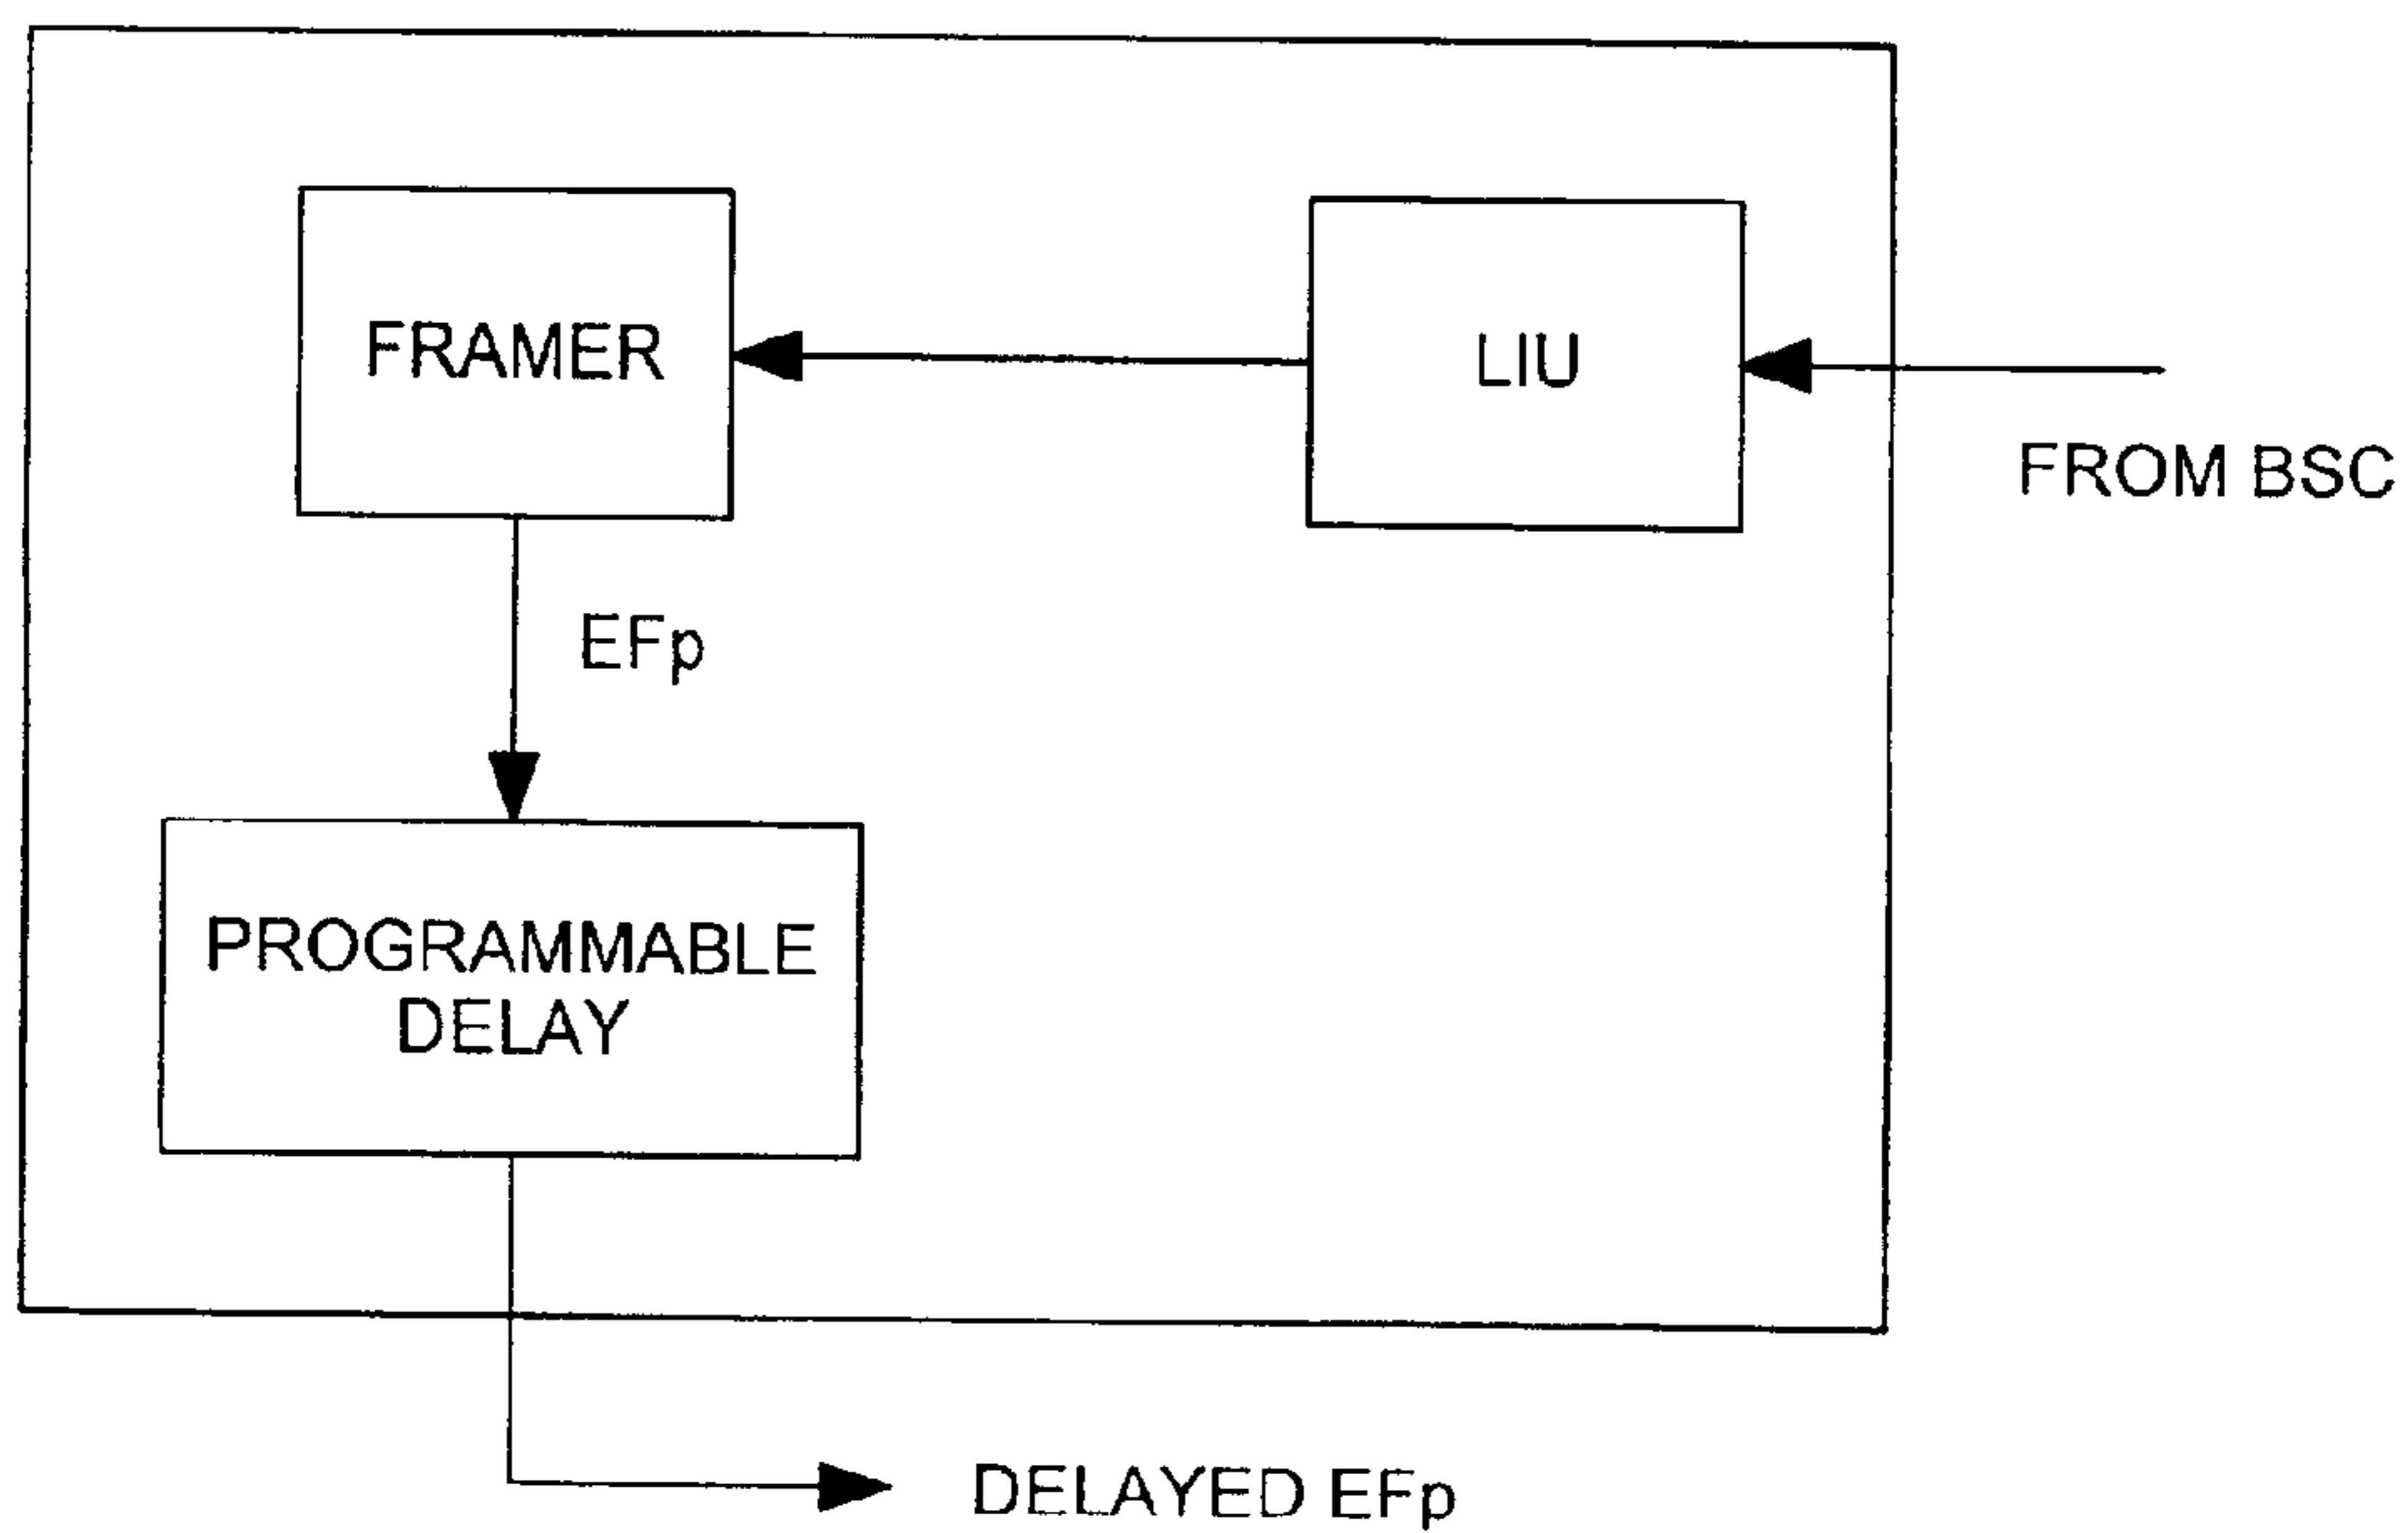 FRAMER
LIU
FROM BSC
EFp
PROGRAMMABLE
DELAY
DELAYED EFp